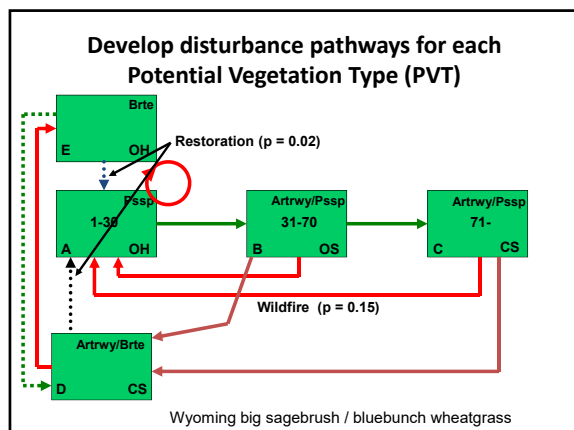 Develop disturbance pathways for each
Potential Vegetation Type (PVT)
Brte
E OH
Restoration (p = 0.02)
Pssp
1-30
A OH
Artrwy/Pssp
31-70
B OS
Artrwy/Pssp
71-
C CS
Wildfire (p = 0.15)
Artrwy/Brte
D CS
Wyoming big sagebrush / bluebunch wheatgrass